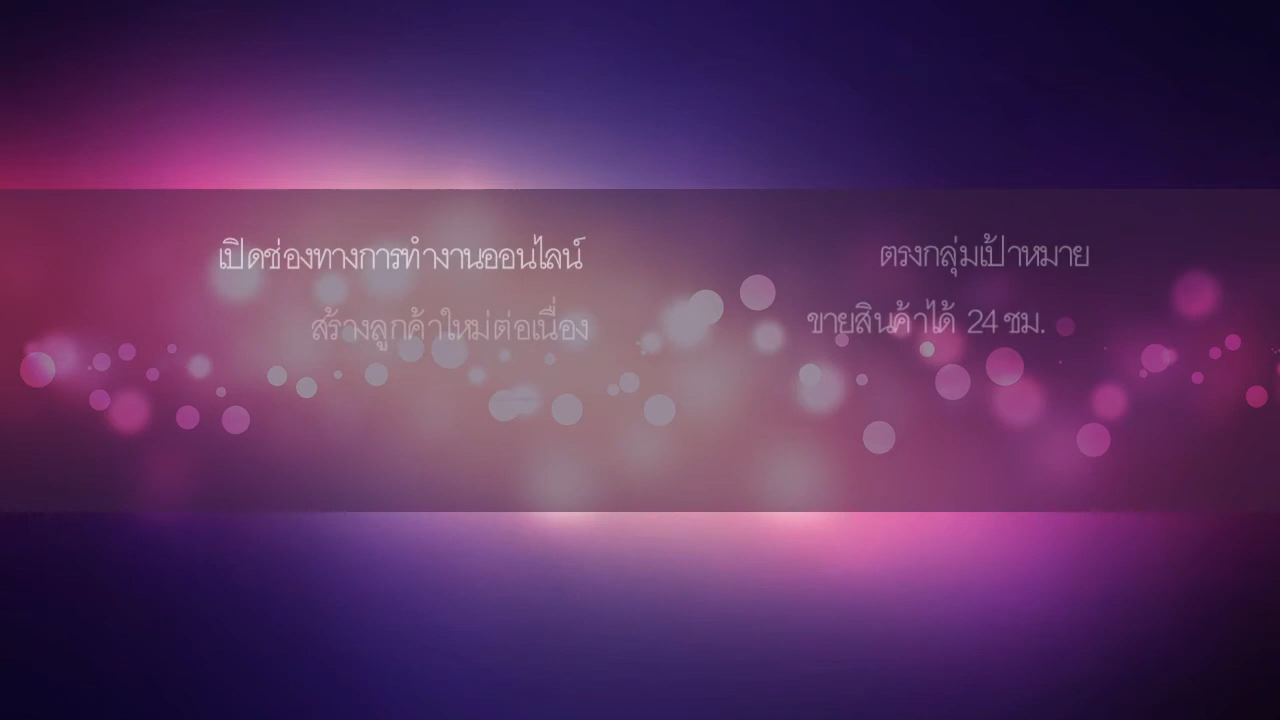 เปิดช่องทางการทำงานออนไลน์
ตรงกลุ่มเป้าหมาย
สร้างลูกค้าใหม่ต่อเนื่อง
ขายสินค้าได้ 24 ชม.